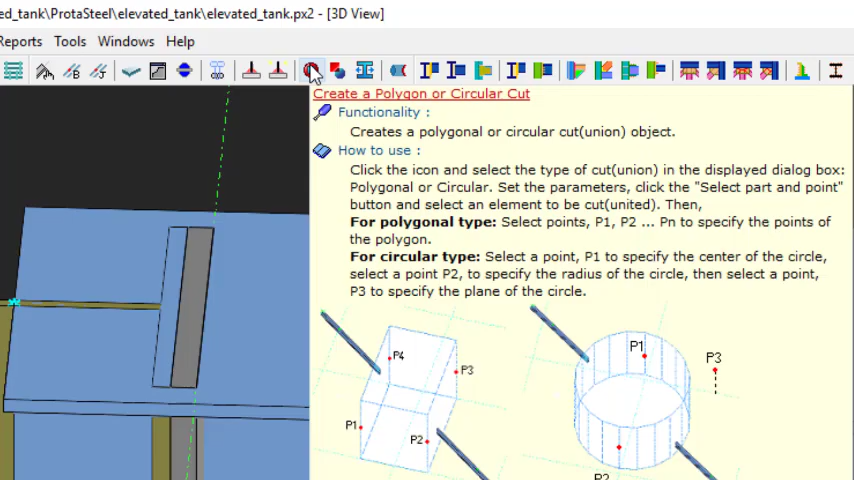 ed_tank\ProtaSteel\elevated_tank\elevated_tank.px2 - [3D View]
Reports Tools Windows Help
Create a Polygon or Circular Cut
Functionality :
Creates a polygonal or circular cut(union) object.
How to use :
Click the icon and select the type of cut(union) in the displayed dialog box:
Polygonal or Circular. Set the parameters, click the "Select part and point"
button and select an element to be cut(united). Then,
For polygonal type: Select points, P1, P2 ... Pn to specify the points of
the polygon.
For circular type: Select a point, P1 to specify the center of the circle,
select a point P2, to specify the radius of the circle, then select a point,
P3 to specify the plane of the circle.
P4
P3
P1
P2
P1
P3
P2